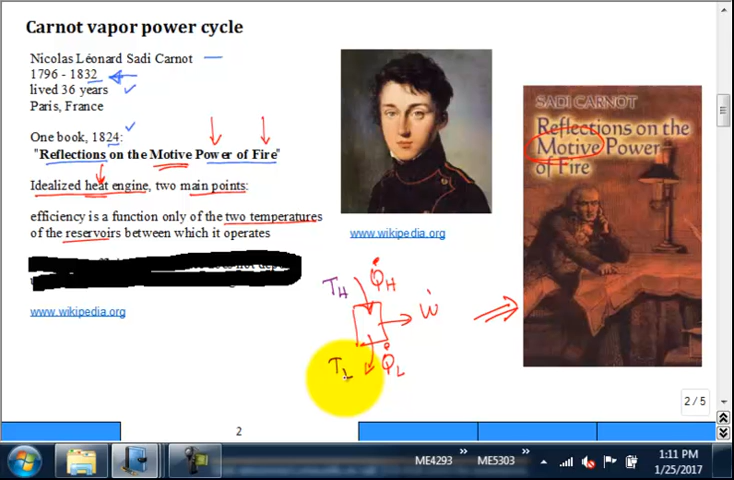 Carnot vapor power cycle
Nicolas Léonard Sadi Carnot
1796 - 1832
lived 36 years
Paris, France
One book, 1824:
"Reflections on the Motive Power of Fire"
Idealized heat engine, two main points:
efficiency is a function only of the two temperatures
of the reservoirs between which it operates
www.wikipedia.org
www.wikipedia.org
SADI CARNOT
Reflections on the
Motive Power
of Fire
T_H Q̇_H
Ẇ
T_L Q̇_L
2 / 5
2
ME4293 »
ME5303 »
1:11 PM
1/25/2017